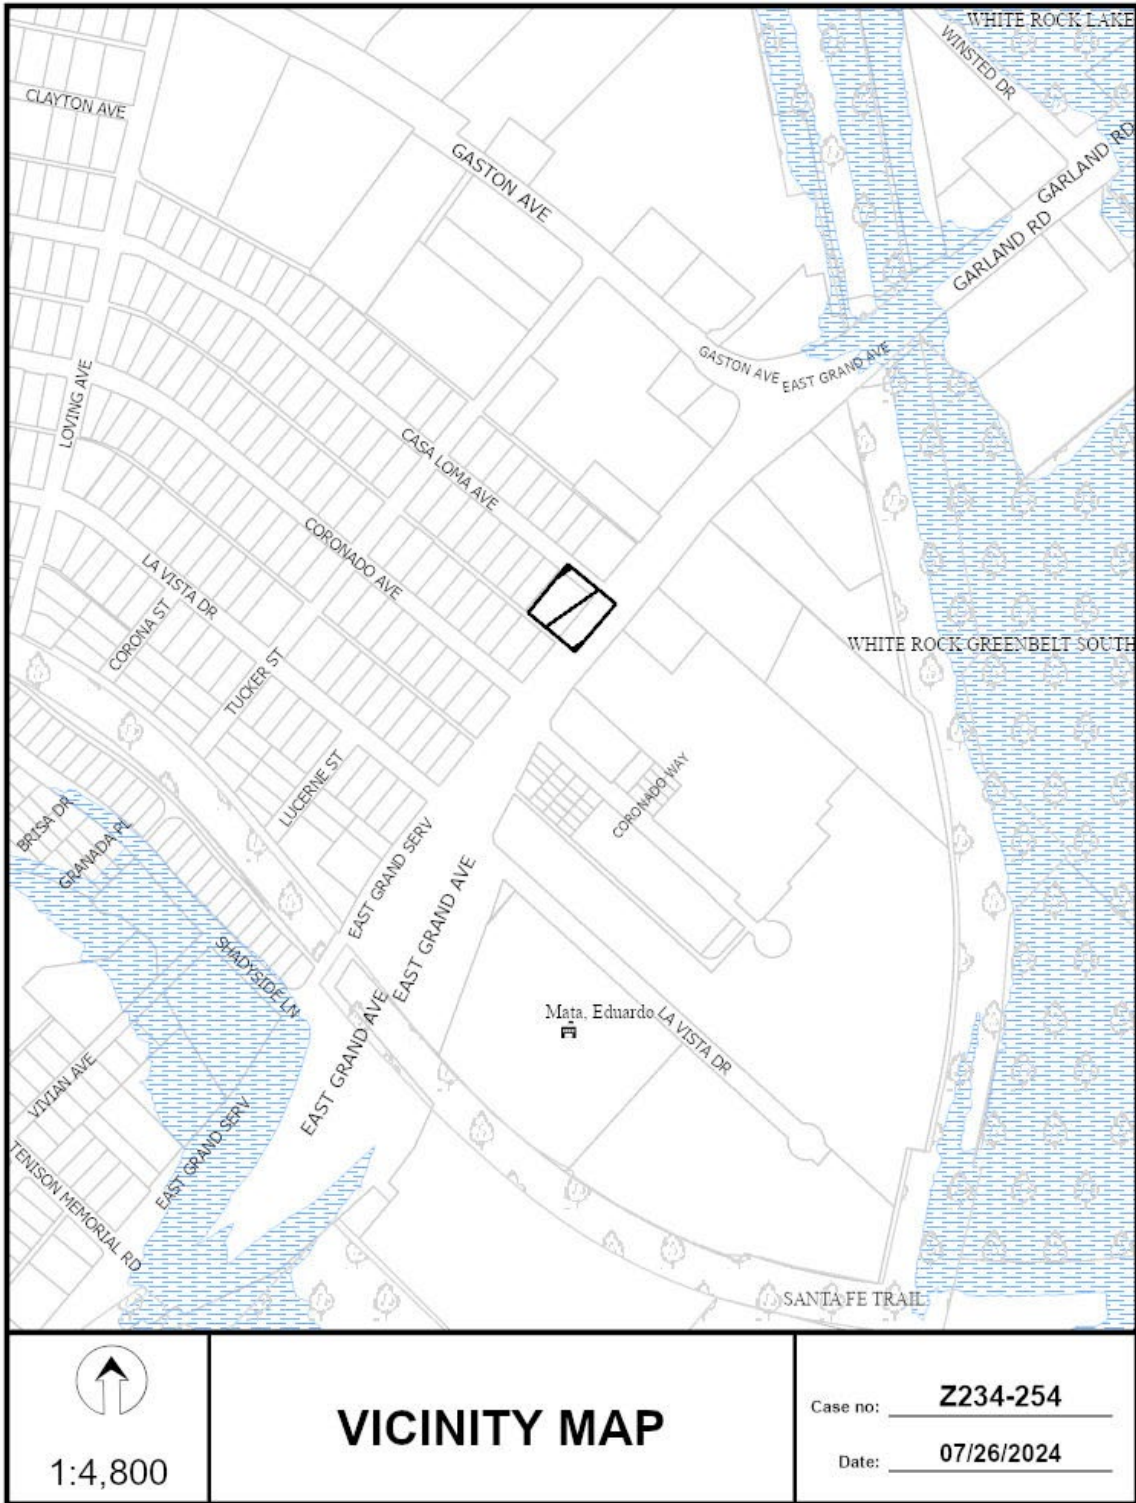 WHITE ROCK LAKE
WINSTED DR
CLAYTON AVE
GARLAND RD
GASTON AVE
GARLAND RD
GASTON AVE
EAST GRAND AVE
LOVING AVE
CASA LOMA AVE
CORONADO AVE
LA VISTA DR
CORONA ST
WHITE ROCK GREENBELT SOUTH
TUCKER ST
LUCERNE ST
CORONADO WAY
BRISA DR
GRANADA PL
EAST GRAND SERV
EAST GRAND AVE
SHADYSIDE LN
Mata, Eduardo
LA VISTA DR
EAST GRAND AVE
VIVIAN AVE
EAST GRAND SERV
TENISON MEMORIAL RD
SANTA FE TRAIL
1:4,800
VICINITY MAP
Case no: Z234-254
Date: 07/26/2024